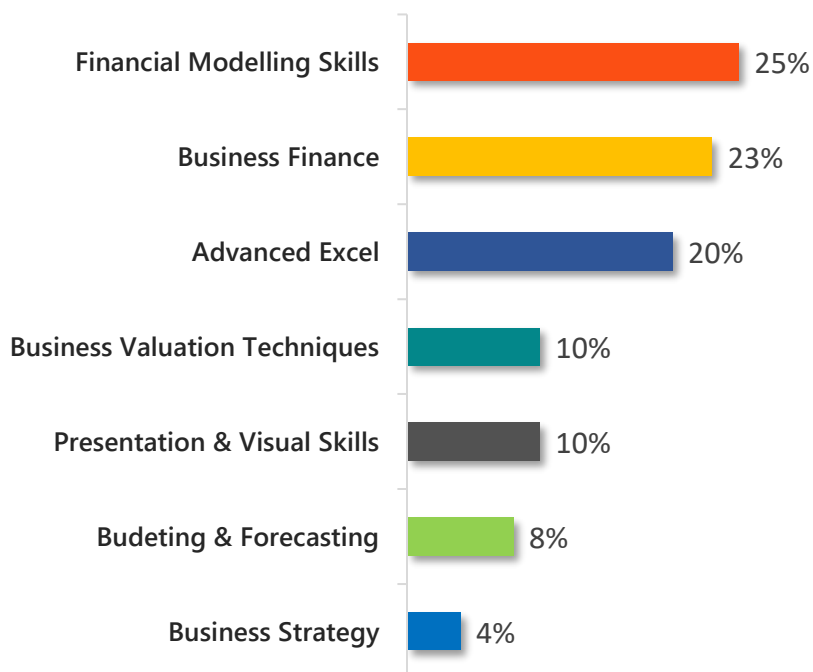 Financial Modelling Skills 25%
Business Finance 23%
Advanced Excel 20%
Business Valuation Techniques 10%
Presentation & Visual Skills 10%
Budeting & Forecasting 8%
Business Strategy 4%